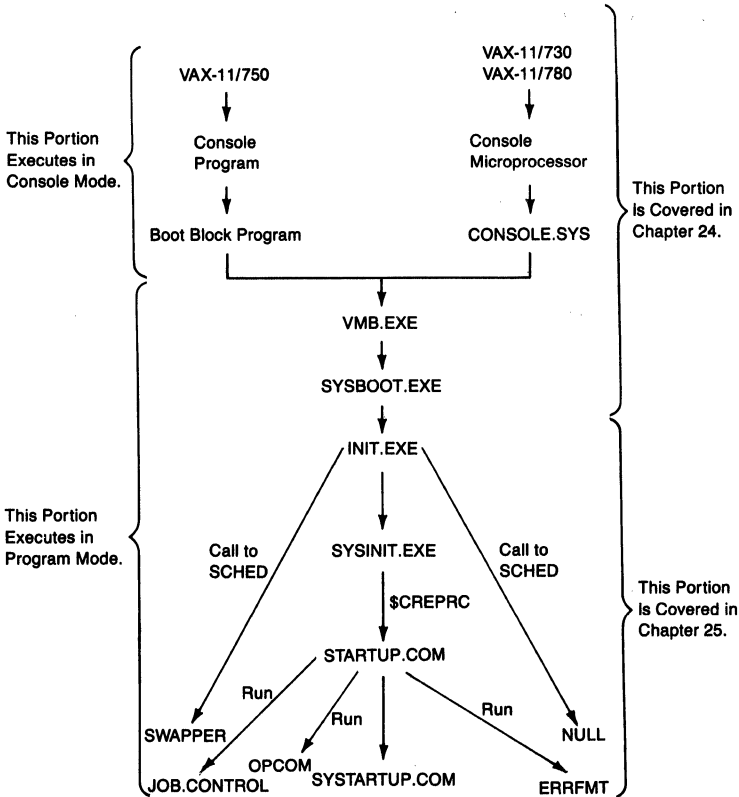 VAX-11/750
VAX-11/730
VAX-11/780
This Portion
Executes in
Console Mode.
Console
Program
Console
Microprocessor
This Portion
Is Covered in
Chapter 24.
Boot Block Program
CONSOLE.SYS
VMB.EXE
SYSBOOT.EXE
INIT.EXE
This Portion
Executes in
Program Mode.
Call to
SCHED
SYSINIT.EXE
Call to
SCHED
$CREPRC
This Portion
Is Covered in
Chapter 25.
STARTUP.COM
Run
Run
Run
SWAPPER
NULL
OPCOM
JOB.CONTROL
SYSTARTUP.COM
ERRFMT